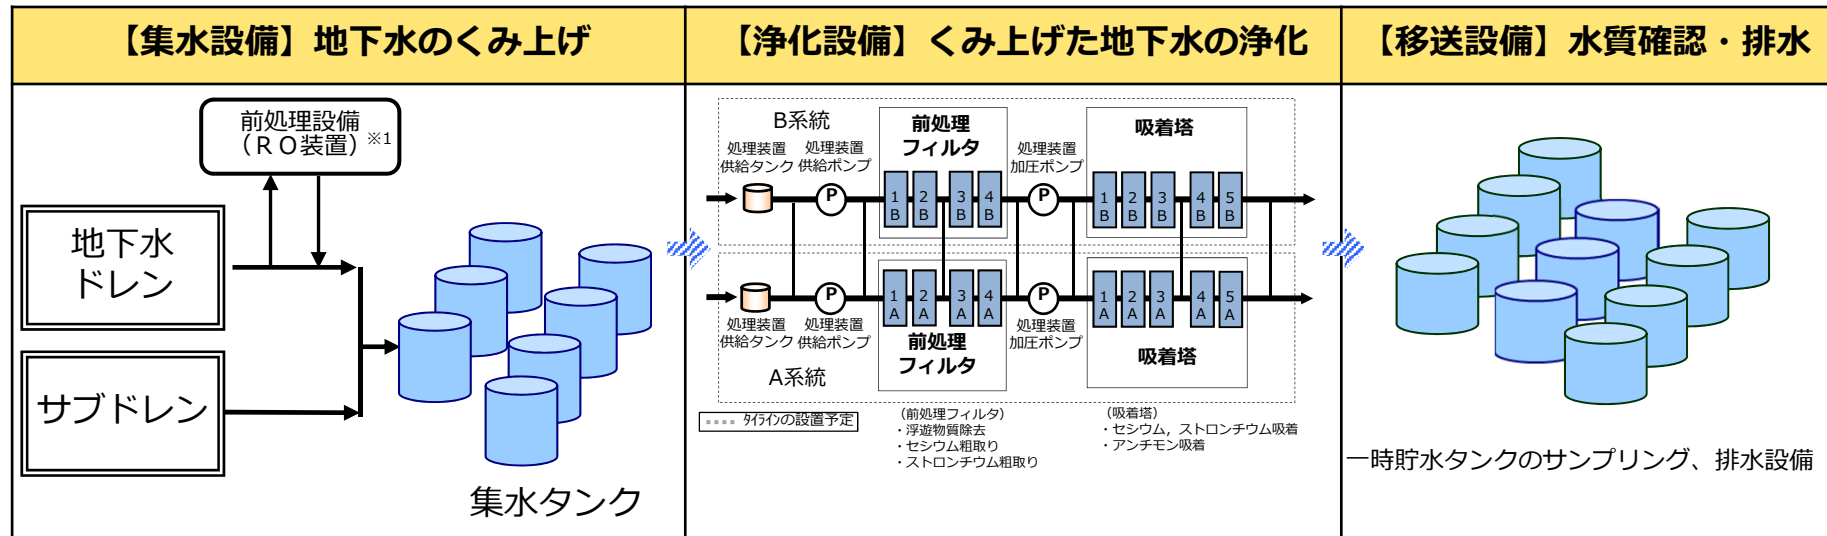 【集水設備】地下水のくみ上げ
前処理設備
（ＲＯ装置）※1
地下水
ドレン
サブドレン
集水タンク
【浄化設備】くみ上げた地下水の浄化
B系統
処理装置
供給タンク
処理装置
供給ポンプ
前処理
フィルタ
処理装置
加圧ポンプ
吸着塔
P
1B
2B
3B
4B
P
1B
2B
3B
4B
5B
P
1A
2A
3A
4A
P
1A
2A
3A
4A
5A
処理装置
供給タンク
処理装置
供給ポンプ
前処理
フィルタ
処理装置
加圧ポンプ
吸着塔
A系統
ﾀｲﾗｲﾝの設置予定
（前処理フィルタ）
・浮遊物質除去
・セシウム粗取り
・ストロンチウム粗取り
（吸着塔）
・セシウム，ストロンチウム吸着
・アンチモン吸着
【移送設備】水質確認・排水
一時貯水タンクのサンプリング、排水設備